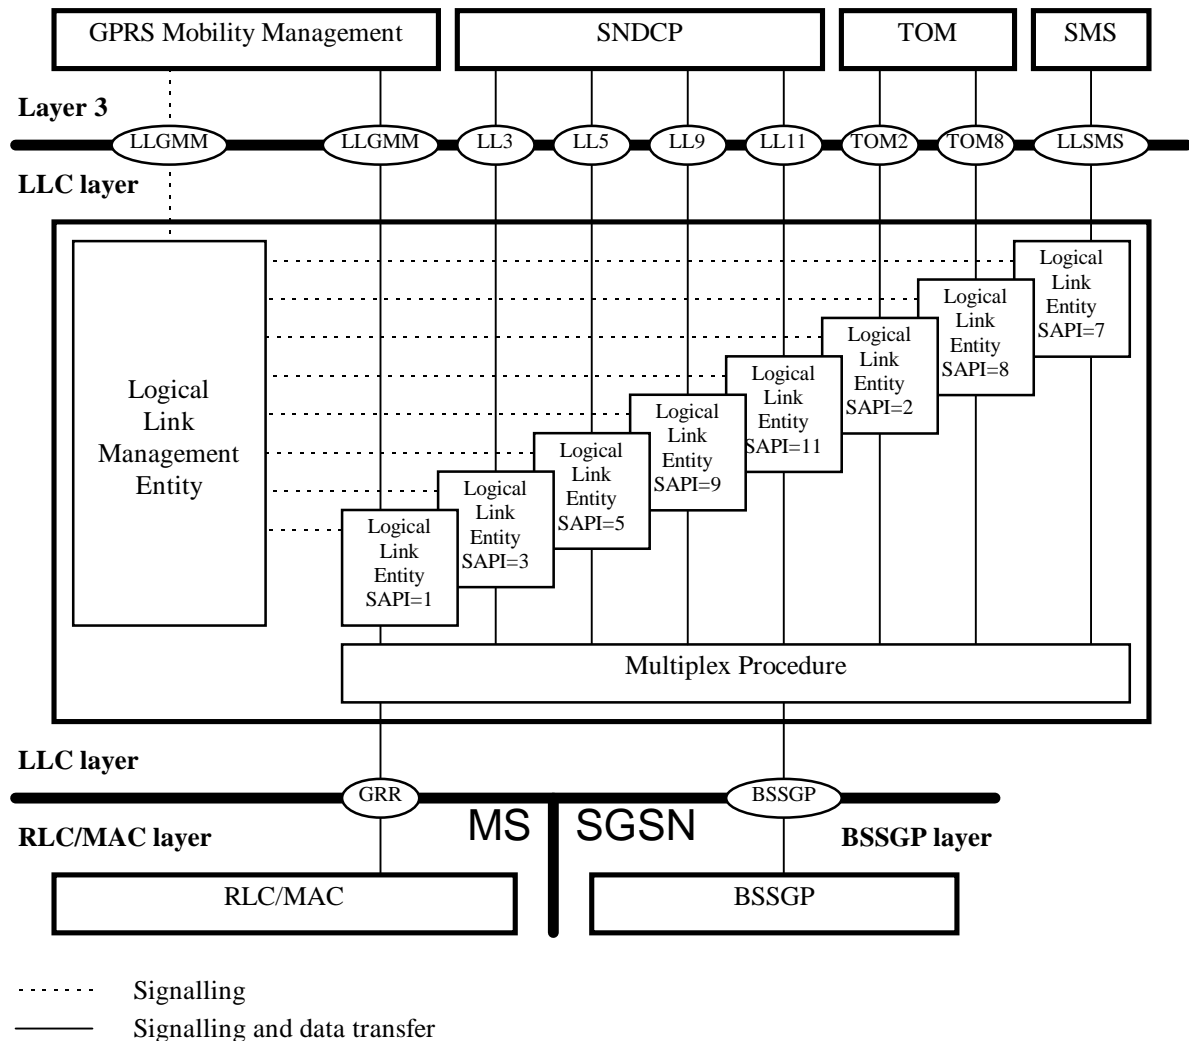 GPRS Mobility Management
SNDCP
TOM
SMS
Layer 3
LLGMM
LLGMM
LL3
LL5
LL9
LL11
TOM2
TOM8
LLSMS
LLC layer
Logical
Link
Management
Entity
Logical
Link
Entity
SAPI=1
Logical
Link
Entity
SAPI=3
Logical
Link
Entity
SAPI=5
Logical
Link
Entity
SAPI=9
Logical
Link
Entity
SAPI=11
Logical
Link
Entity
SAPI=2
Logical
Link
Entity
SAPI=8
Logical
Link
Entity
SAPI=7
Multiplex Procedure
LLC layer
GRR
BSSGP
MS
SGSN
RLC/MAC layer
BSSGP layer
RLC/MAC
BSSGP
Signalling
Signalling and data transfer